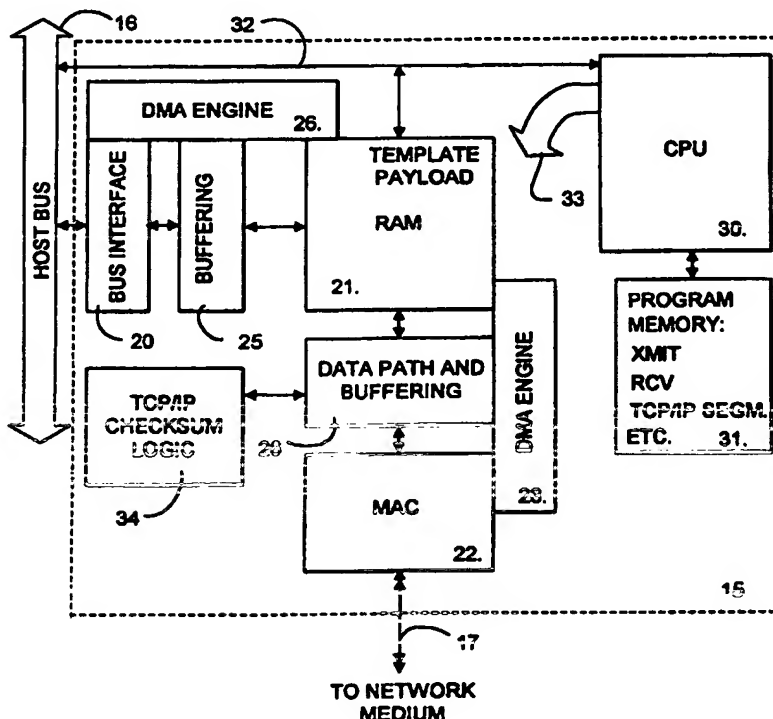 16
32
DMA ENGINE
26.
HOST BUS
BUS INTERFACE
20
BUFFERING
25
TEMPLATE
PAYLOAD
RAM
21.
33
CPU
30.
DATA PATH AND
BUFFERING
DMA ENGINE
PROGRAM
MEMORY:
XMIT
RCV
TCP/IP SEGM.
ETC.
31.
TCP/IP
CHECKSUM
LOGIC
34
MAC
22.
15
17
TO NETWORK
MEDIUM